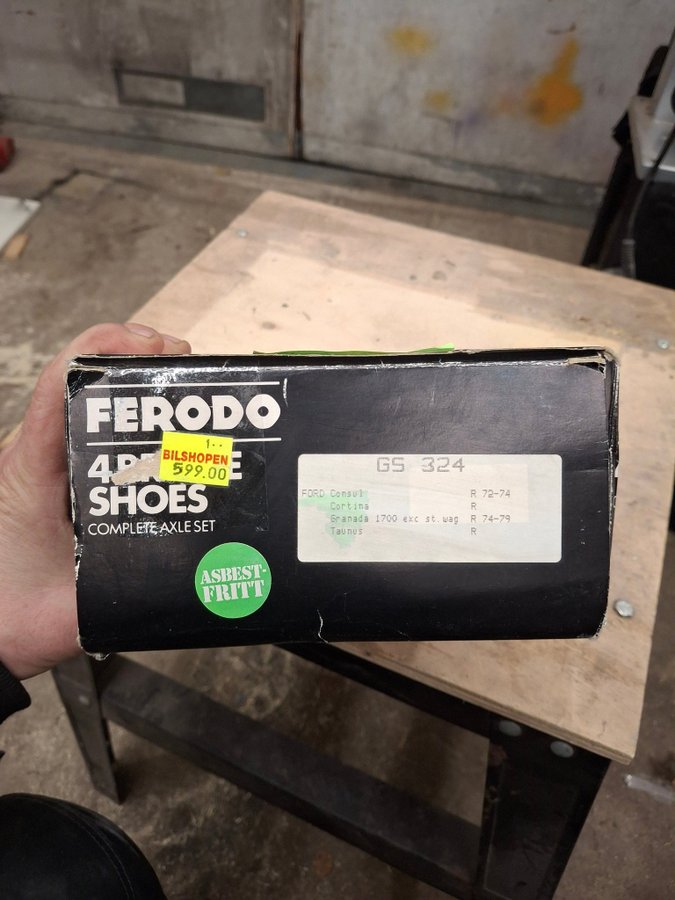 FERODO
1..
BILSHOPEN
599.00
SHOES
COMPLETE AXLE SET
ASBEST-
FRITT
GS 324
FORD Consul R 72-74
Cortina R
Granada 1700 exc st.wag R 74-79
Taunus R